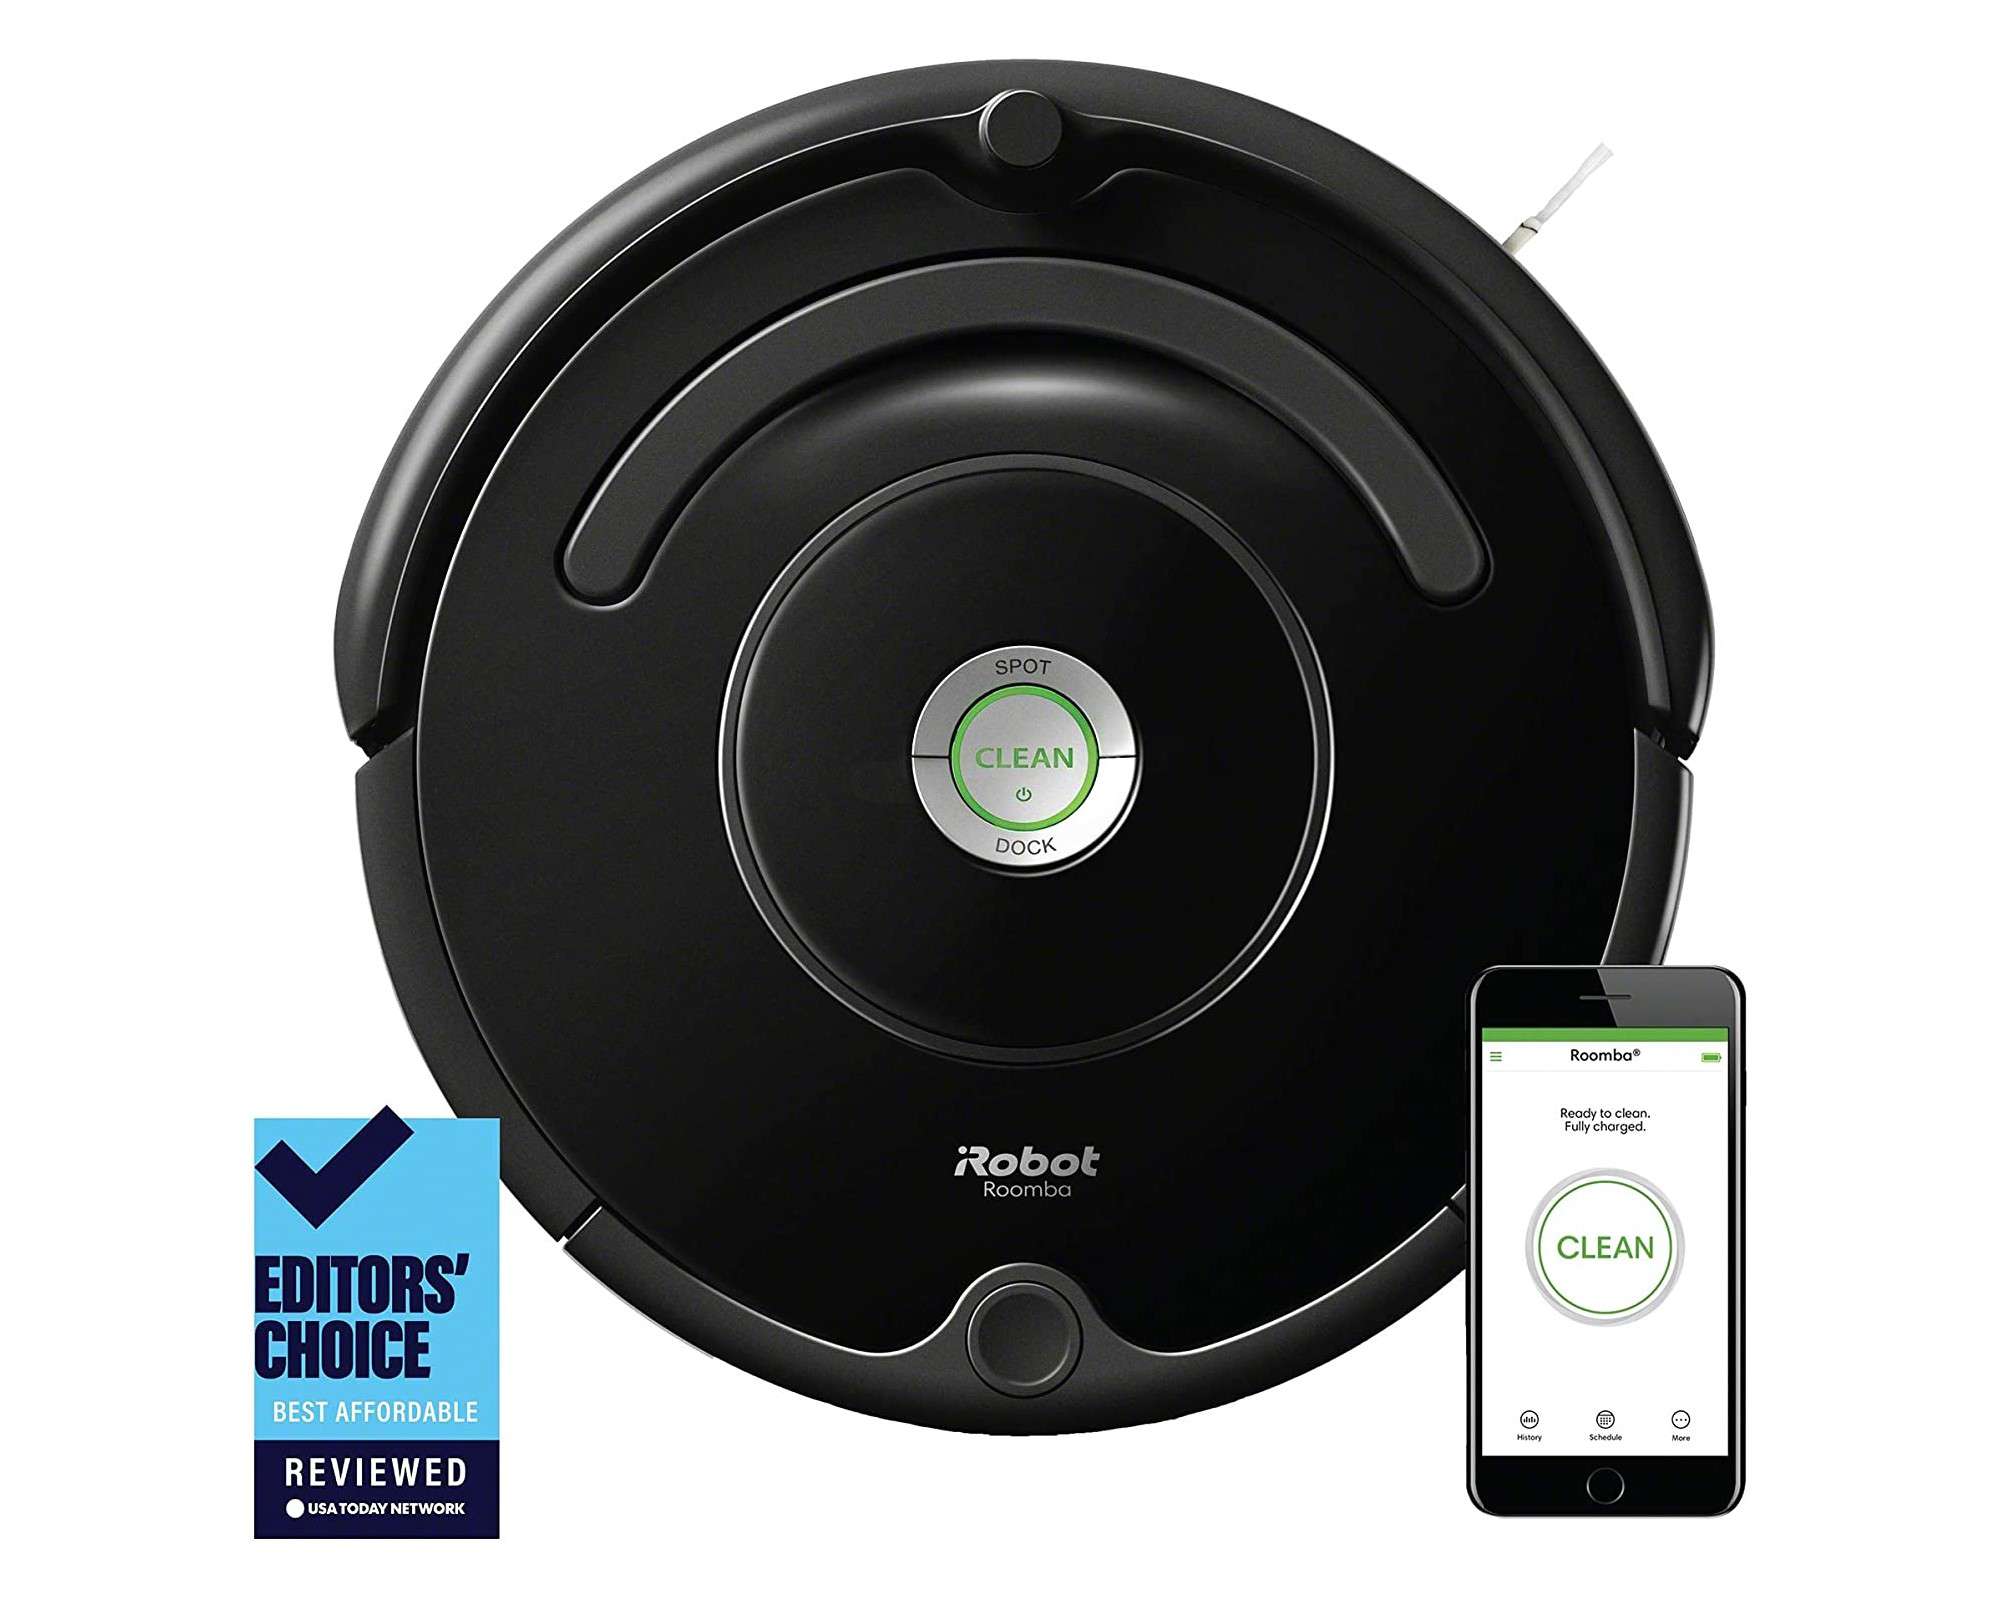 SPOT
CLEAN
DOCK
iRobot
Roomba
Roomba®
Ready to clean.
Fully charged.
CLEAN
History
Schedule
More
EDITORS'
CHOICE
BEST AFFORDABLE
REVIEWED
USA TODAY NETWORK